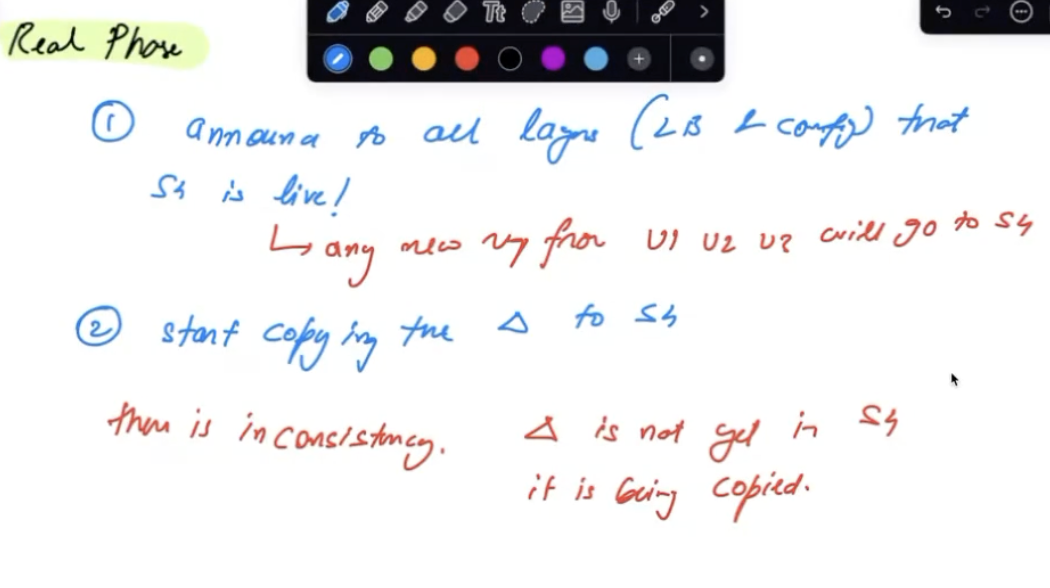 Real Phase
① announce to all layers (LB & config) that
S4 is live!
↳ any new req from U1 U2 U3 will go to S4
② start copying the Δ to S4
there is inconsistency. Δ is not yet in S4
it is being copied.
Tt